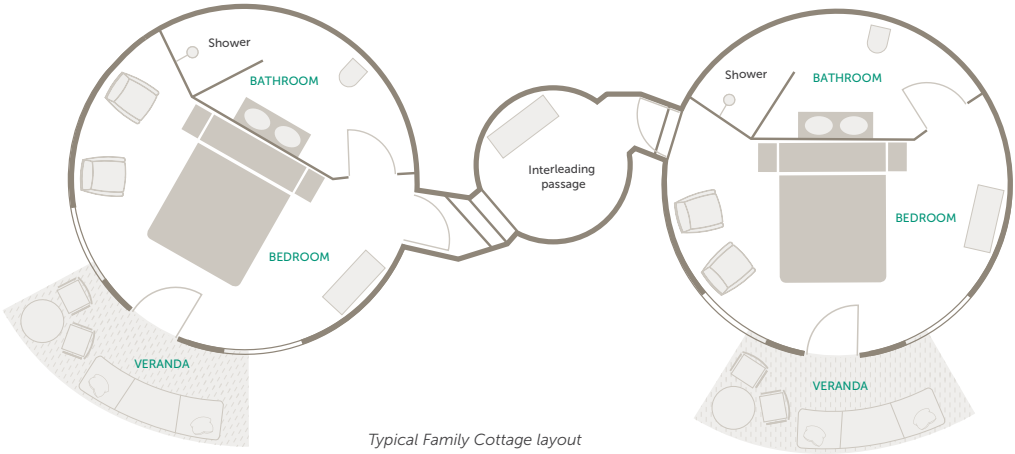 Shower
BATHROOM
BEDROOM
VERANDA
Interleading
passage
Shower
BATHROOM
BEDROOM
VERANDA
Typical Family Cottage layout